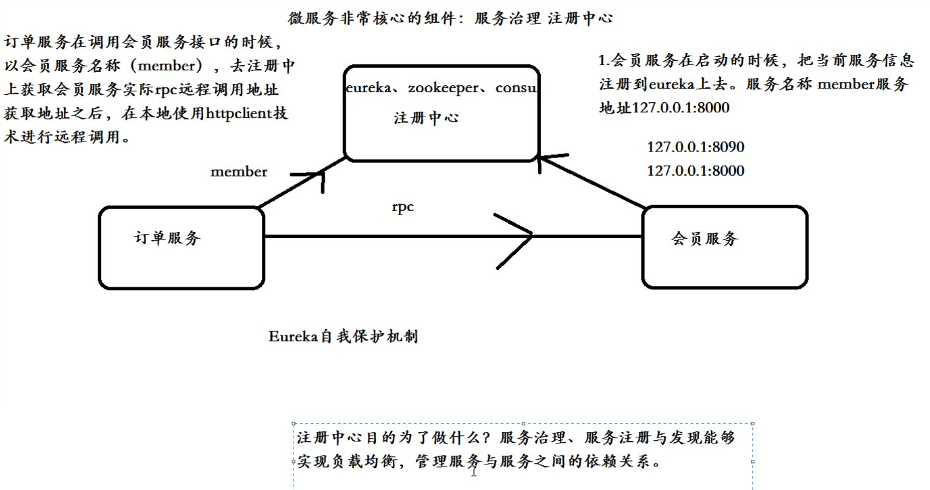 微服务非常核心的组件：服务治理 注册中心
订单服务在调用会员服务接口的时候，
以会员服务名称（member），去注册中
上获取会员服务实际rpc远程调用地址
获取地址之后，在本地使用httpclient技
术进行远程调用。
eureka、zookeeper、consu
注册中心
1.会员服务在启动的时候，把当前服务信息
注册到eureka上去。服务名称 member服务
地址127.0.0.1:8000
127.0.0.1:8090
127.0.0.1:8000
member
rpc
订单服务
会员服务
Eureka自我保护机制
注册中心目的为了做什么？服务治理、服务注册与发现能够
实现负载均衡，管理服务与服务之间的依赖关系。